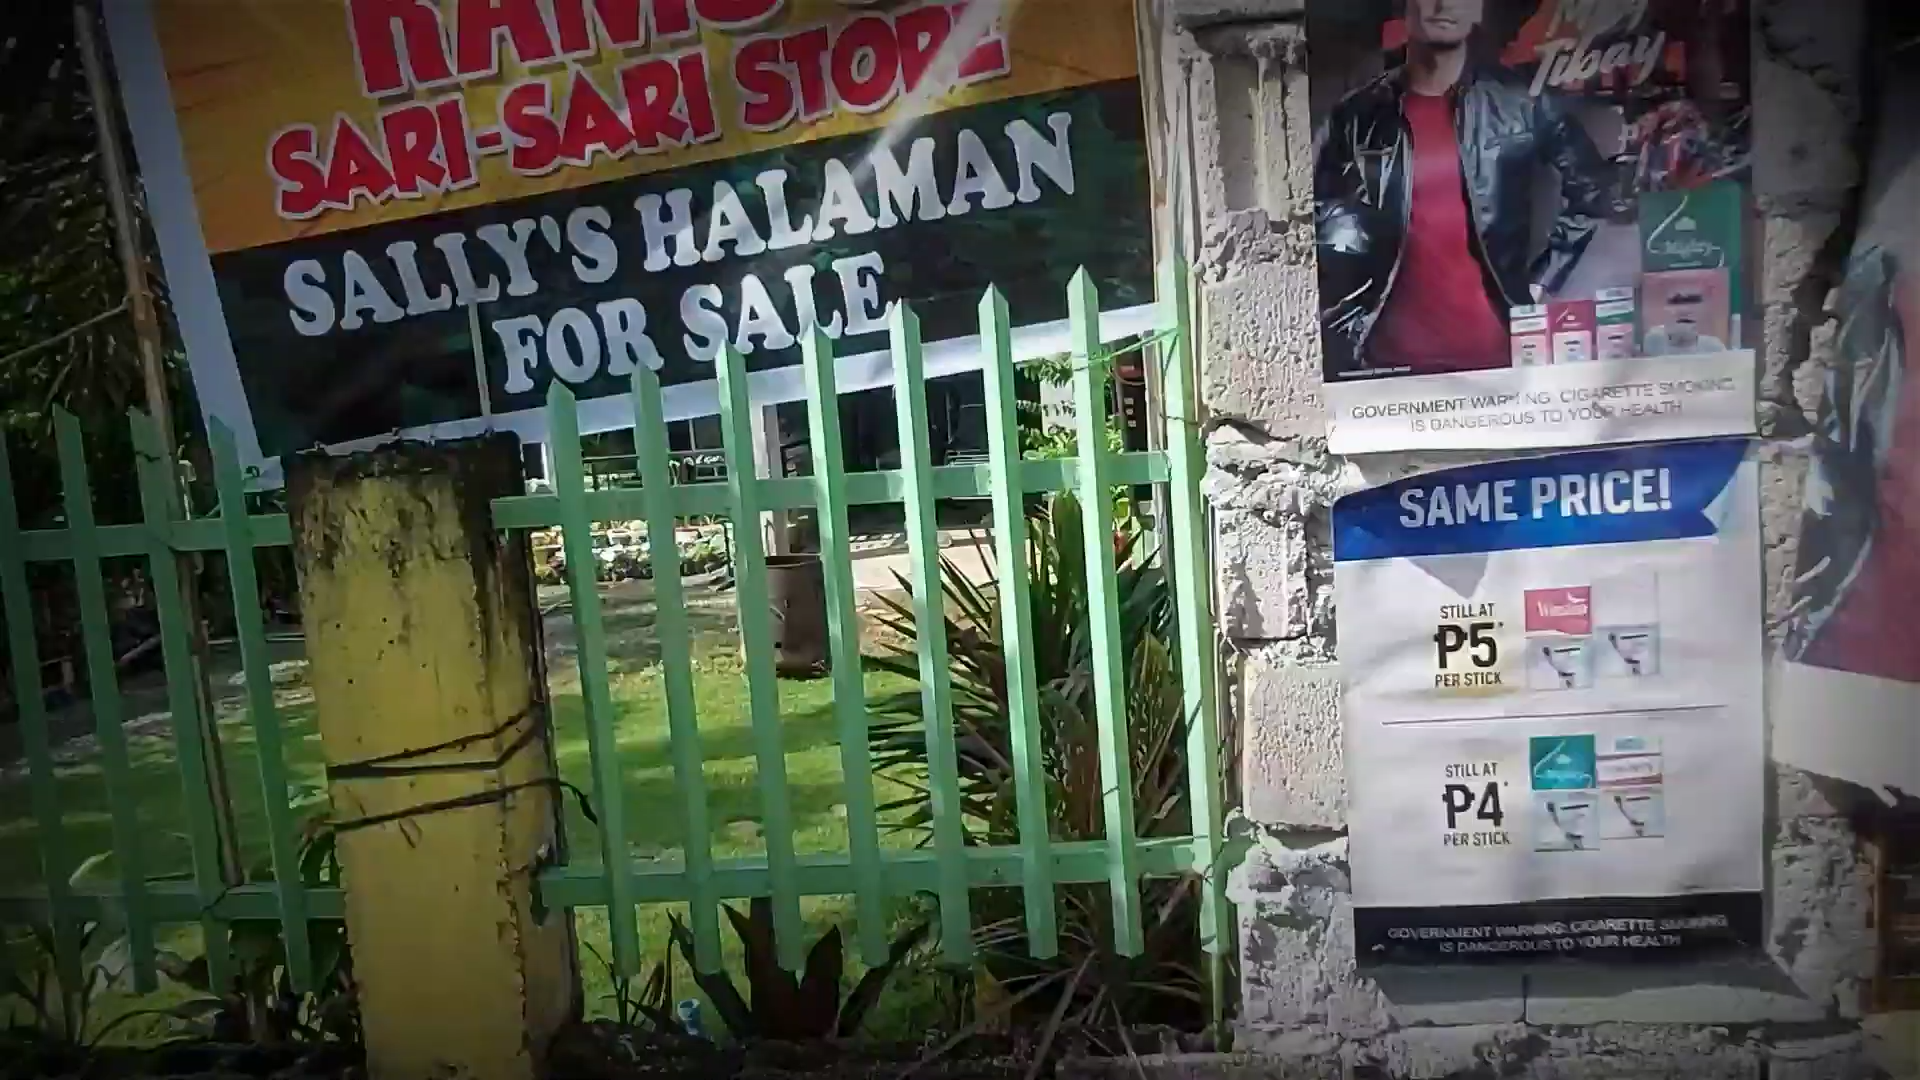 SARI-SARI STORE
SALLY'S HALAMAN
FOR SALE
Tibay
Mighty
GOVERNMENT WARNING: CIGARETTE SMOKING
IS DANGEROUS TO YOUR HEALTH
SAME PRICE!
STILL AT
₱5*
PER STICK
Winston
STILL AT
₱4*
PER STICK
GOVERNMENT WARNING: CIGARETTE SMOKING
IS DANGEROUS TO YOUR HEALTH